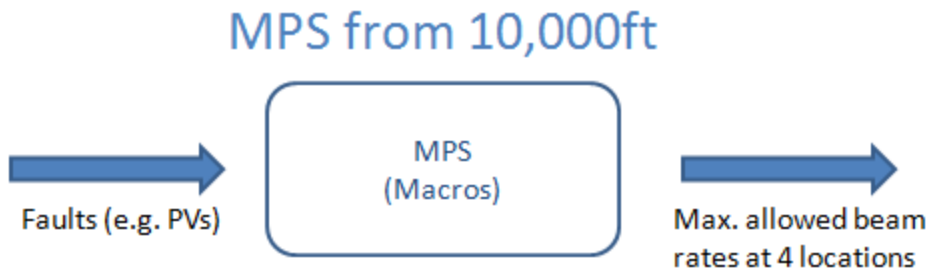 MPS from 10,000ft
MPS
(Macros)
Faults (e.g. PVs)
Max. allowed beam
rates at 4 locations